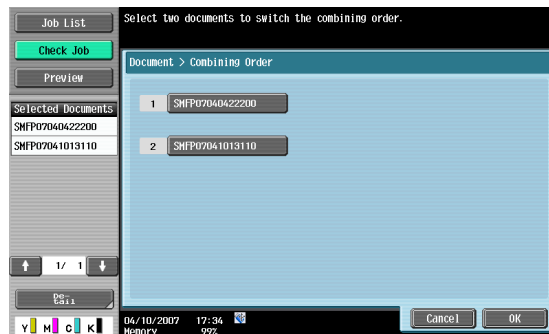 Job List
Select two documents to switch the combining order.
Check Job
Preview
Document > Combining Order
Selected Documents
SMFP07040422200
SMFP07041013110
1 SMFP07040422200
2 SMFP07041013110
1/ 1
De-
tail
Y M C K
04/10/2007 17:34
Memory 99%
Cancel
OK